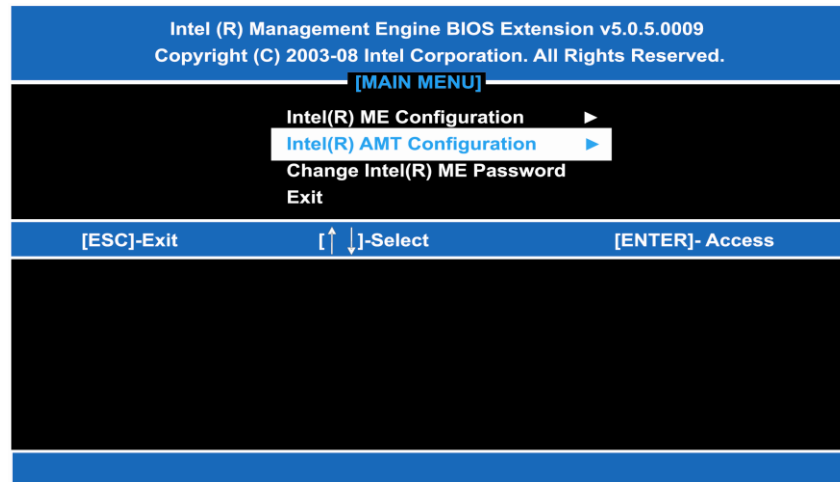 Intel (R) Management Engine BIOS Extension v5.0.5.0009
Copyright (C) 2003-08 Intel Corporation. All Rights Reserved.
[MAIN MENU]
Intel(R) ME Configuration ►
Intel(R) AMT Configuration ►
Change Intel(R) ME Password
Exit
[ESC]-Exit [↑ ↓]-Select [ENTER]- Access